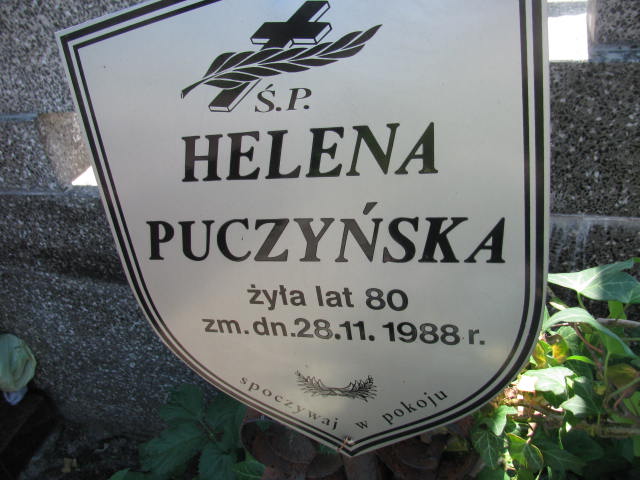 Ś.P.
HELENA
PUCZYŃSKA
żyła lat 80
zm. dn. 28.11. 1988 r.
spoczywaj w pokoju